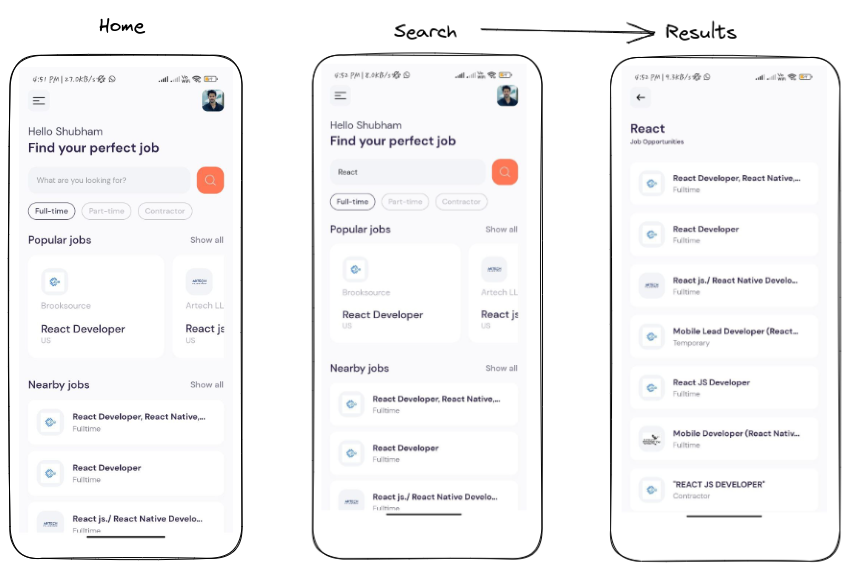 Home
4:51 PM | 27.0KB/s
Hello Shubham
Find your perfect job
What are you looking for?
Full-time
Part-time
Contractor
Popular jobs
Show all
Brooksource
React Developer
US
ARTECH
Artech LL
React js
US
Nearby jobs
Show all
React Developer, React Native,...
Fulltime
React Developer
Fulltime
ARTECH
React js./ React Native Develo...
Fulltime
Search
4:52 PM | 8.0KB/s
Hello Shubham
Find your perfect job
React
Full-time
Part-time
Contractor
Popular jobs
Show all
Brooksource
React Developer
US
ARTECH
Artech LL
React js
US
Nearby jobs
Show all
React Developer, React Native,...
Fulltime
React Developer
Fulltime
ARTECH
React js./ React Native Develo...
Fulltime
Results
4:52 PM | 9.3KB/s
React
Job Opportunities
React Developer, React Native,...
Fulltime
React Developer
Fulltime
ARTECH
React js./ React Native Develo...
Fulltime
Mobile Lead Developer (React...
Temporary
React JS Developer
Fulltime
Mobile Developer (React Nativ...
Fulltime
"REACT JS DEVELOPER"
Contractor